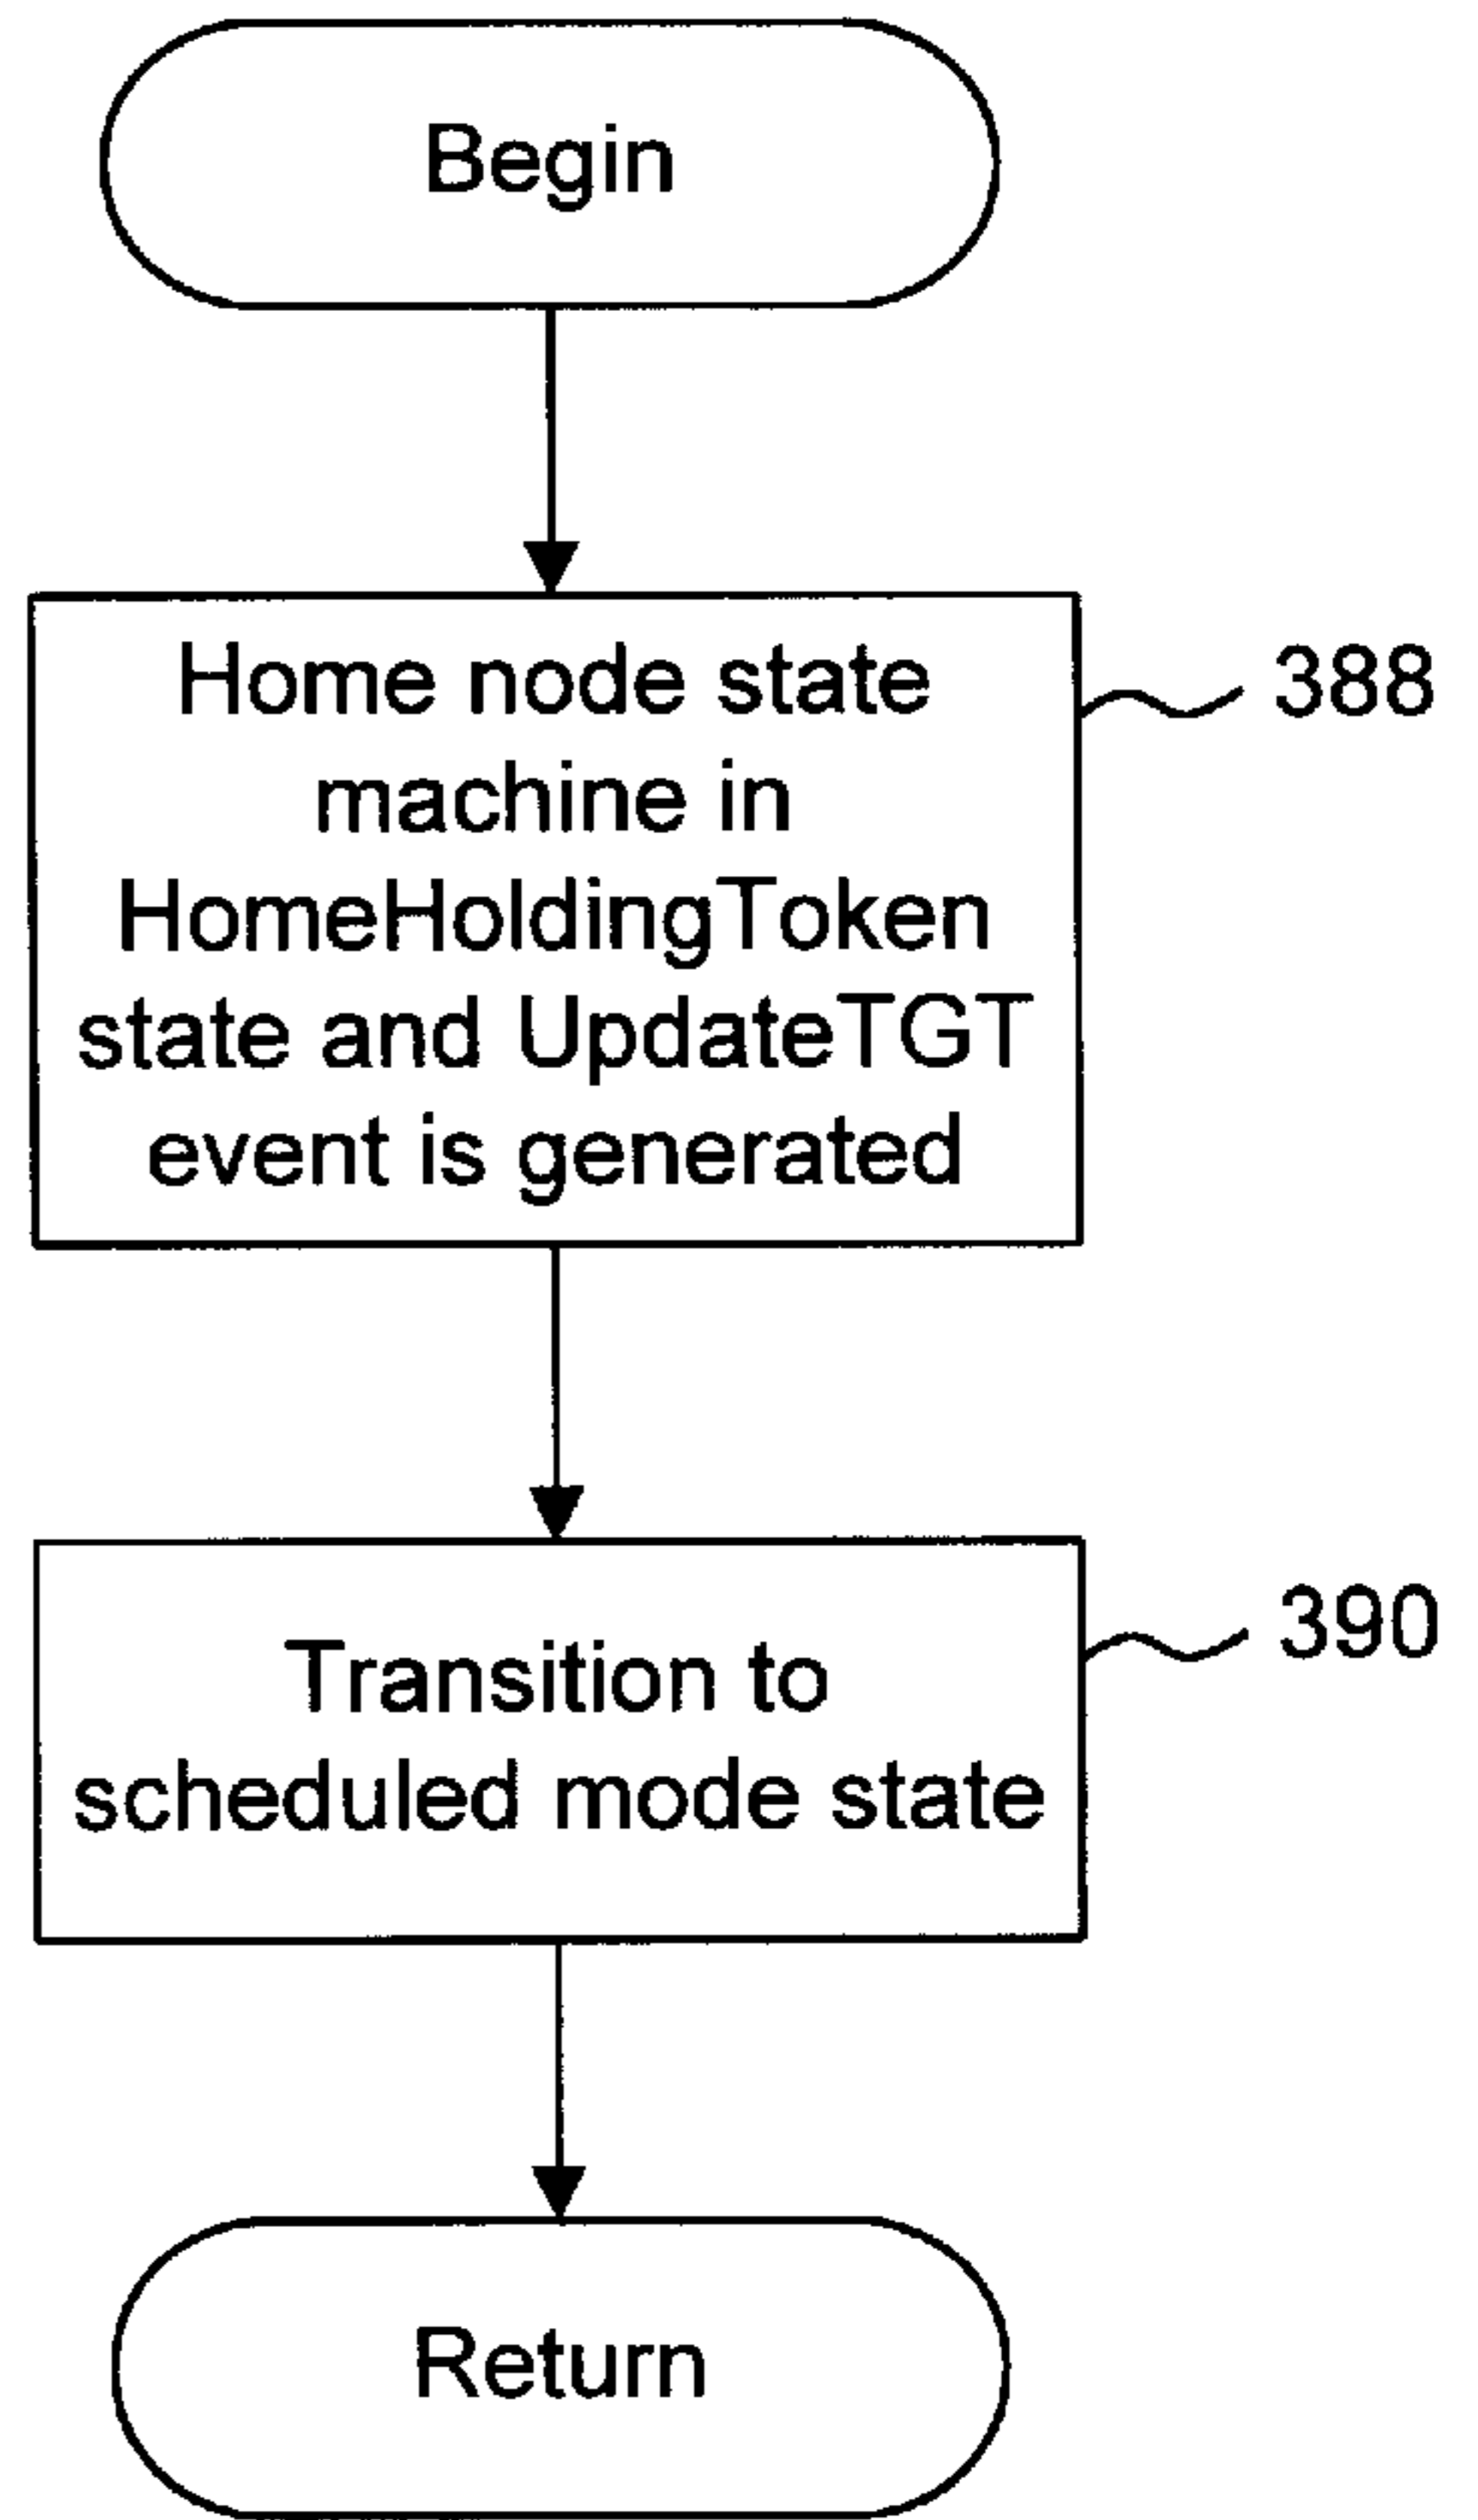 Begin
Home node state
388
machine in
HomeHoldingToken
state and UpdateTGT
event is generated
Transition to
390
scheduled mode state
Return